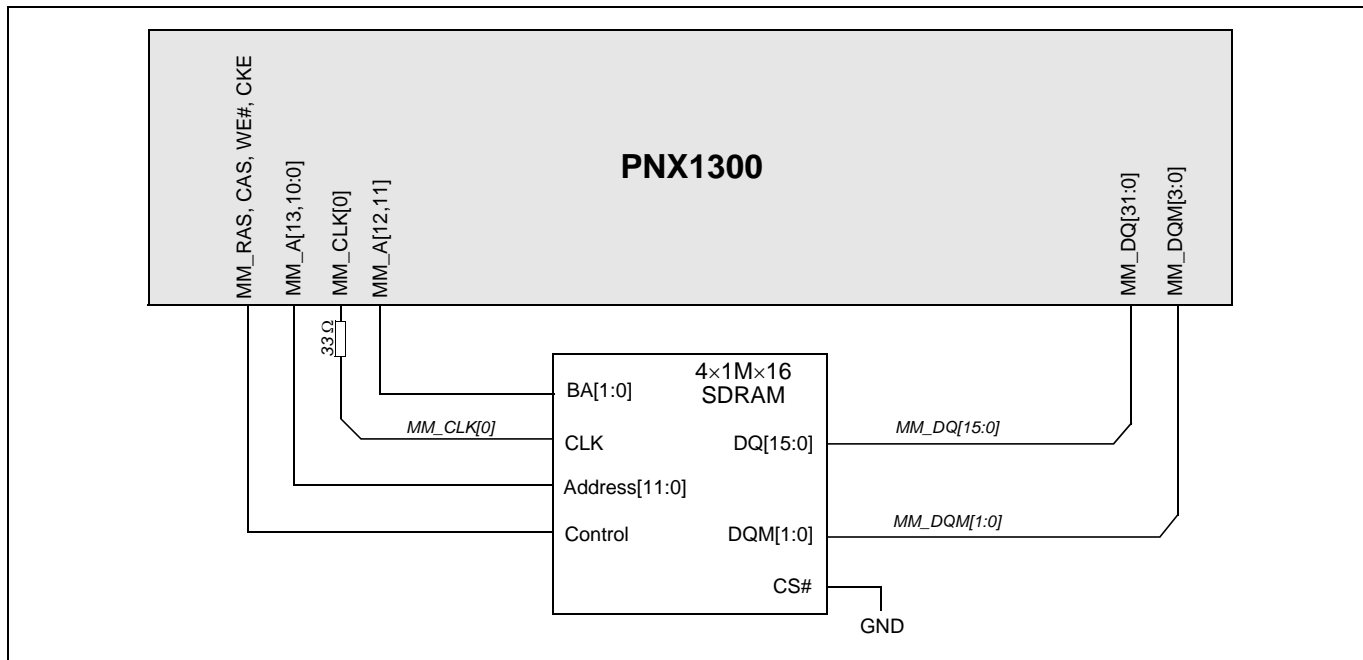 PNX1300
MM_RAS, CAS, WE#, CKE
MM_A[13,10:0]
MM_CLK[0]
MM_A[12,11]
MM_DQ[31:0]
MM_DQM[3:0]
33Ω
4×1M×16
SDRAM
BA[1:0]
MM_CLK[0]
CLK
DQ[15:0]
MM_DQ[15:0]
Address[11:0]
Control
DQM[1:0]
MM_DQM[1:0]
CS#
GND